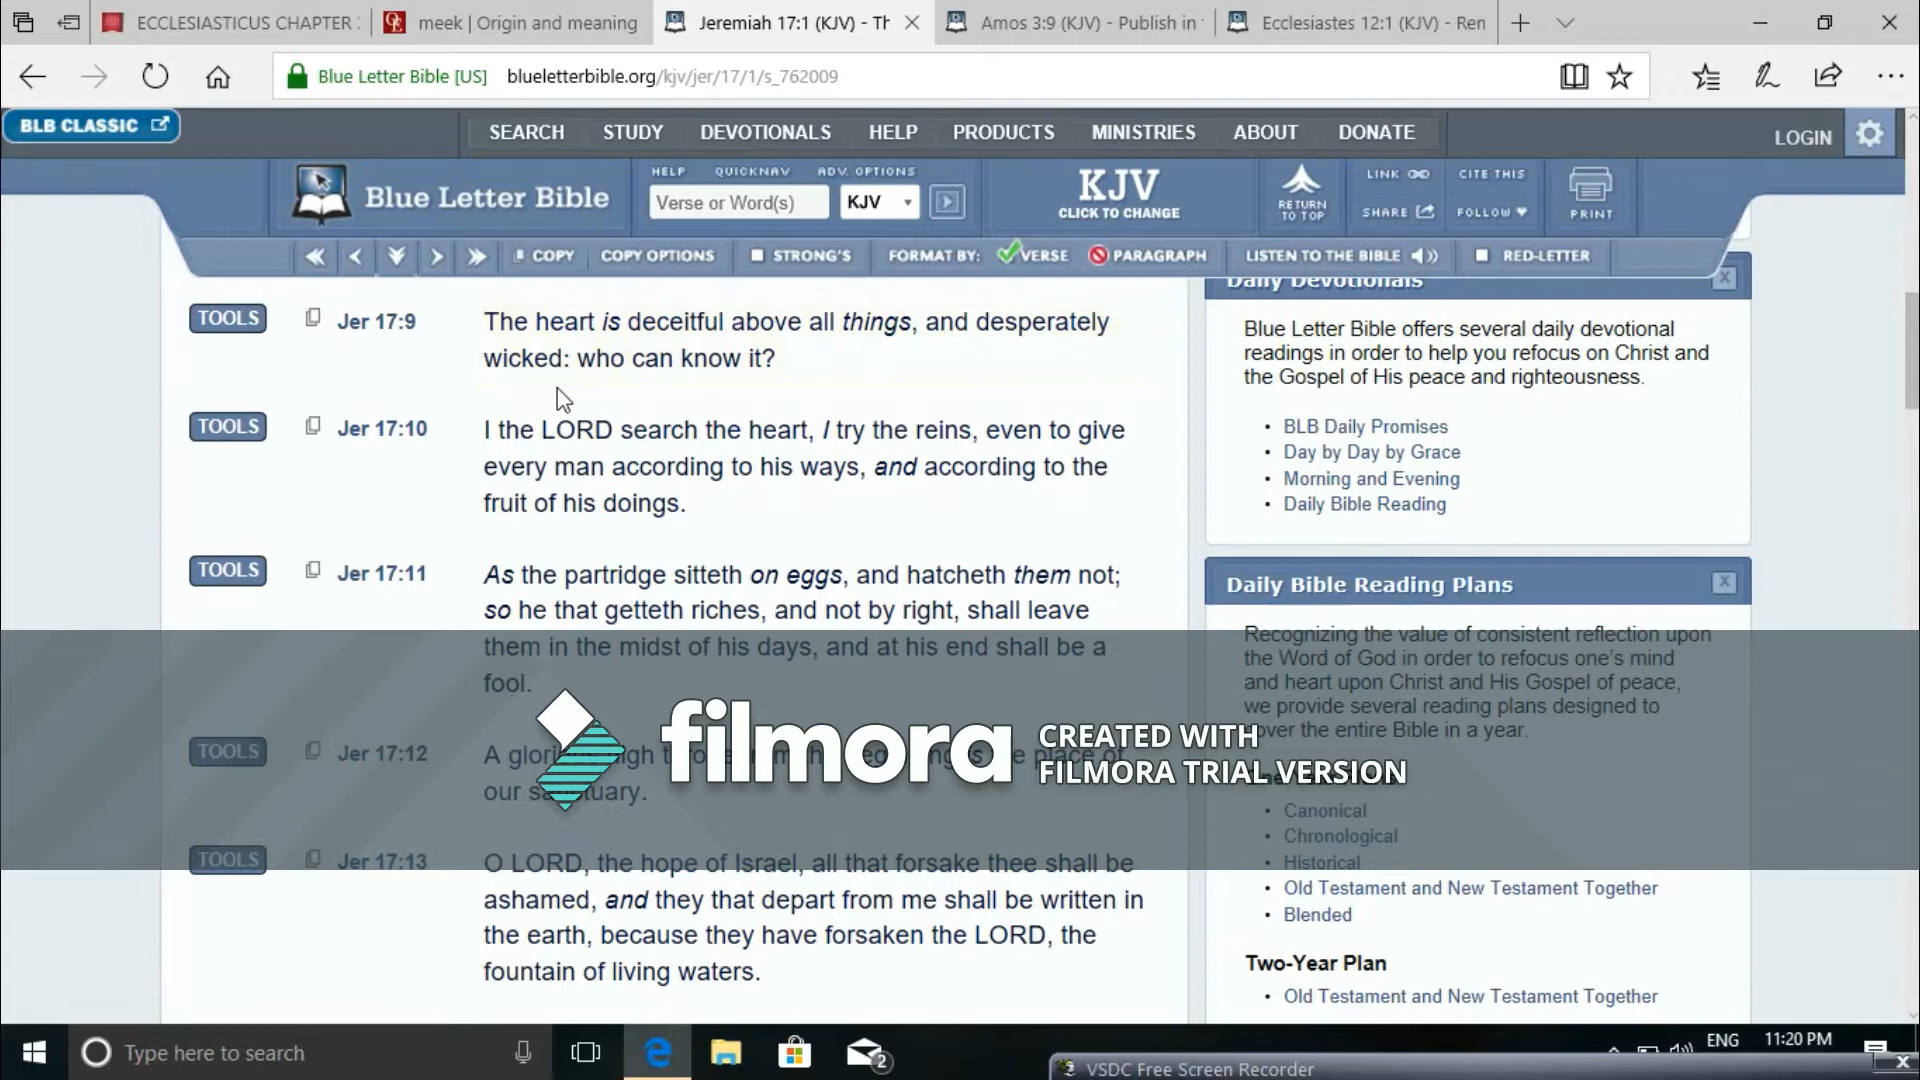 ECCLESIASTICUS CHAPTER
meek | Origin and meaning
Jeremiah 17:1 (KJV) - Th
Amos 3:9 (KJV) - Publish in
Ecclesiastes 12:1 (KJV) - Ren
Blue Letter Bible [US] blueletterbible.org/kjv/jer/17/1/s_762009
BLB CLASSIC
SEARCH STUDY DEVOTIONALS HELP PRODUCTS MINISTRIES ABOUT DONATE
LOGIN
Blue Letter Bible
HELP QUICKNAV ADV. OPTIONS
Verse or Word(s) KJV
KJV
CLICK TO CHANGE
RETURN
TO TOP
LINK CITE THIS
SHARE FOLLOW
PRINT
COPY COPY OPTIONS STRONG'S FORMAT BY: VERSE PARAGRAPH LISTEN TO THE BIBLE RED-LETTER
TOOLS Jer 17:9 The heart is deceitful above all things, and desperately
wicked: who can know it?
TOOLS Jer 17:10 I the LORD search the heart, I try the reins, even to give
every man according to his ways, and according to the
fruit of his doings.
TOOLS Jer 17:11 As the partridge sitteth on eggs, and hatcheth them not;
so he that getteth riches, and not by right, shall leave
them in the midst of his days, and at his end shall be a
fool.
TOOLS Jer 17:12 A place of
our
TOOLS Jer 17:13 O LORD, the hope of Israel, all that forsake thee shall be
ashamed, and they that depart from me shall be written in
the earth, because they have forsaken the LORD, the
fountain of living waters.
Daily Devotionals
Blue Letter Bible offers several daily devotional
readings in order to help you refocus on Christ and
the Gospel of His peace and righteousness.
• BLB Daily Promises
• Day by Day by Grace
• Morning and Evening
• Daily Bible Reading
Daily Bible Reading Plans
Recognizing the value of consistent reflection upon
the Word of God in order to refocus one's mind
and heart upon Christ and His Gospel of peace,
we provide several reading plans designed to
cover the entire Bible in a year.
• Canonical
• Chronological
• Historical
• Old Testament and New Testament Together
• Blended
Two-Year Plan
• Old Testament and New Testament Together
filmora
CREATED WITH
FILMORA TRIAL VERSION
Type here to search
2
ENG 11:20 PM
VSDC Free Screen Recorder